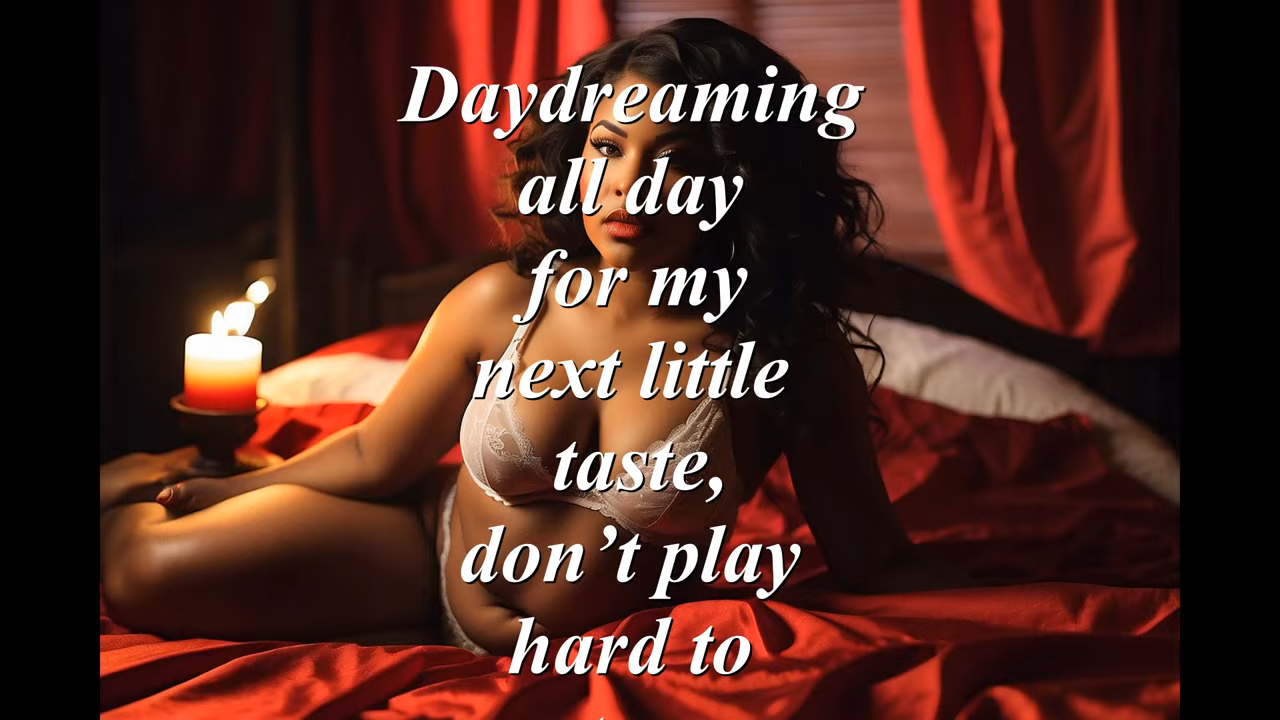 Daydreaming
all day
for my
next little
taste,
don’t play
hard to